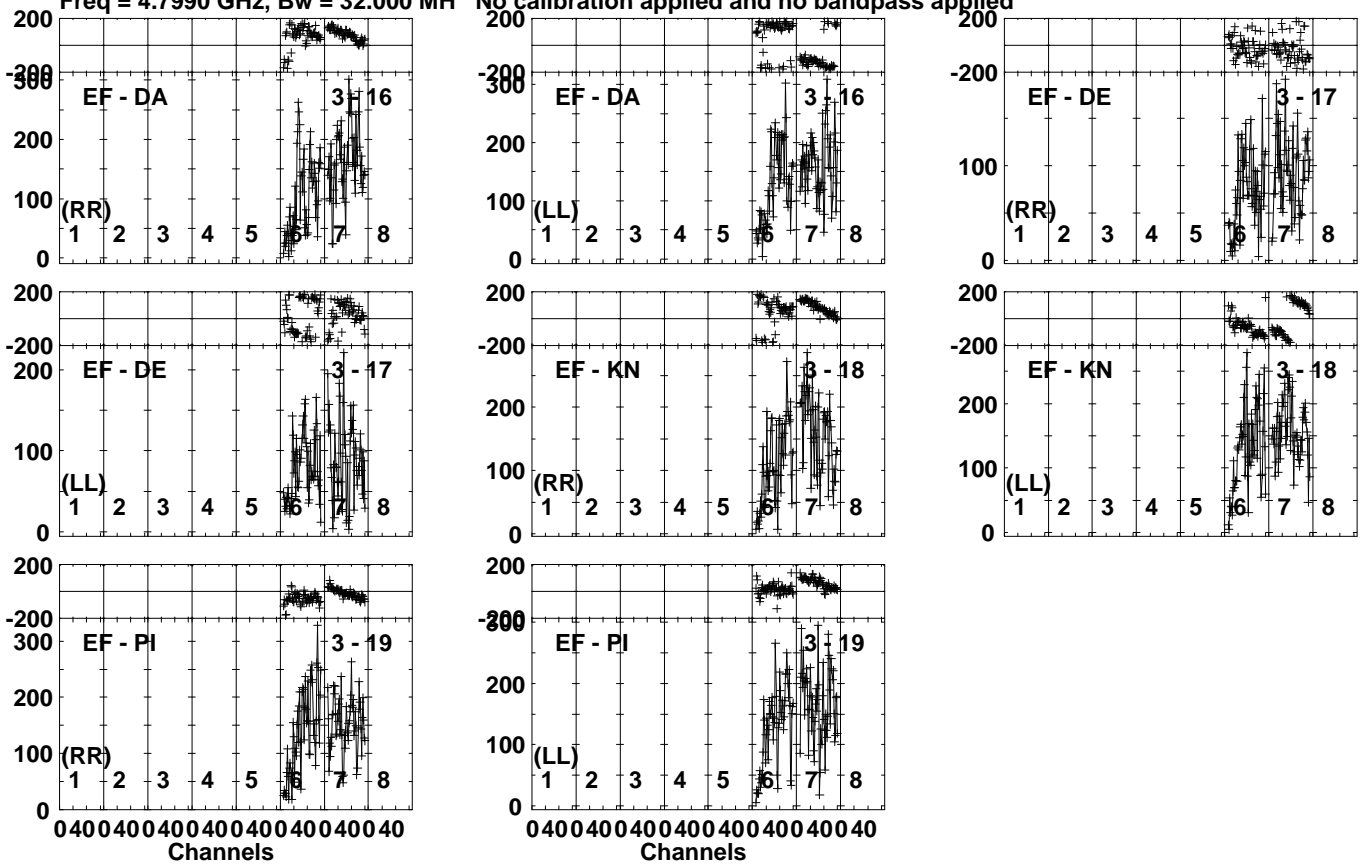 Freq = 4.7990 GHz, Bw = 32.000 MH No calibration applied and no bandpass applied
200
-200
300
200
100
0
EF - DA
3 - 16
(RR)
1 2 3 4 5 6 7 8
200
-200
300
200
100
0
EF - DA
3 - 16
(LL)
1 2 3 4 5 6 7 8
200
-200
100
0
EF - DE
3 - 17
(RR)
1 2 3 4 5 6 7 8
200
-200
200
100
0
EF - DE
3 - 17
(LL)
1 2 3 4 5 6 7 8
200
-200
200
100
0
EF - KN
3 - 18
(RR)
1 2 3 4 5 6 7 8
200
-200
200
100
0
EF - KN
3 - 18
(LL)
1 2 3 4 5 6 7 8
200
-200
300
200
100
0
EF - PI
3 - 19
(RR)
1 2 3 4 5 6 7 8
0 40 0 40 0 40 0 40 0 40 0 40 0 40 0 40
Channels
200
-200
300
200
100
0
EF - PI
3 - 19
(LL)
1 2 3 4 5 6 7 8
0 40 0 40 0 40 0 40 0 40 0 40 0 40 0 40
Channels